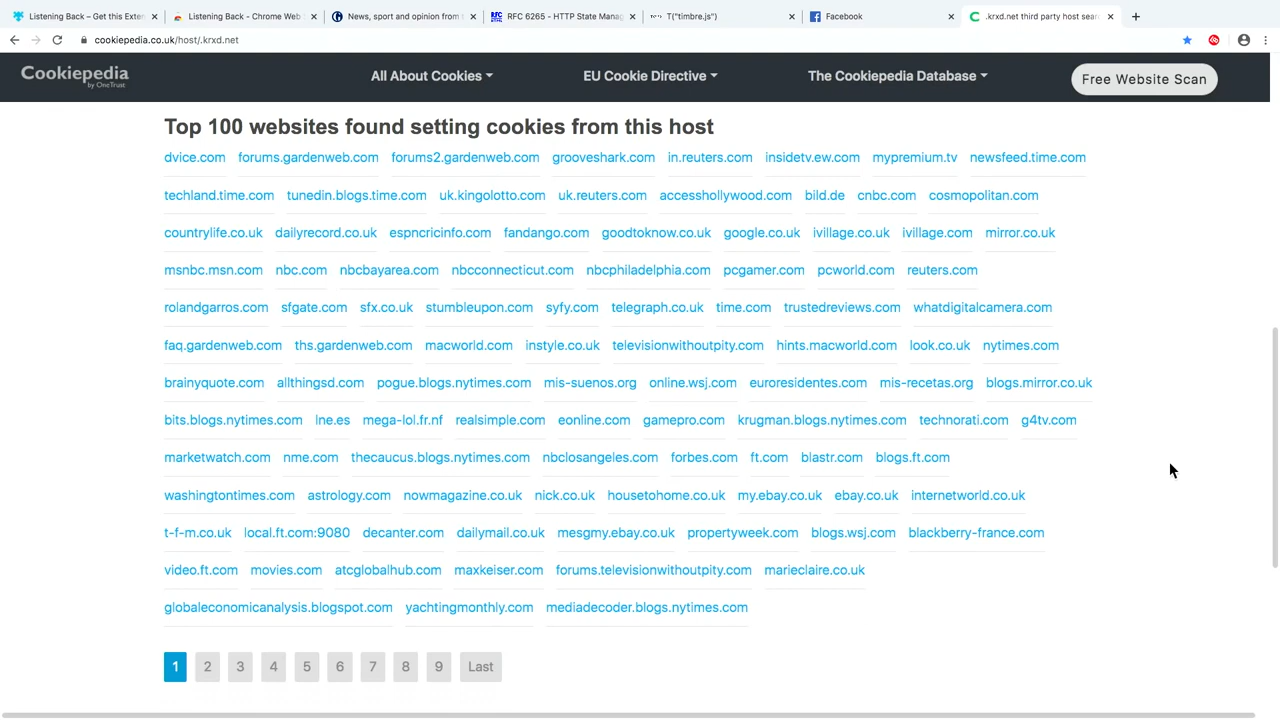 Listening Back – Get this Exten
Listening Back - Chrome Web S
News, sport and opinion from t
RFC 6265 - HTTP State Manag
T("timbre.js")
Facebook
.krxd.net third party host sear
cookiepedia.co.uk/host/.krxd.net
Cookiepedia
by OneTrust
All About Cookies
EU Cookie Directive
The Cookiepedia Database
Free Website Scan
Top 100 websites found setting cookies from this host
dvice.com forums.gardenweb.com forums2.gardenweb.com grooveshark.com in.reuters.com insidetv.ew.com mypremium.tv newsfeed.time.com
techland.time.com tunedin.blogs.time.com uk.kingolotto.com uk.reuters.com accesshollywood.com bild.de cnbc.com cosmopolitan.com
countrylife.co.uk dailyrecord.co.uk espncricinfo.com fandango.com goodtoknow.co.uk google.co.uk ivillage.co.uk ivillage.com mirror.co.uk
msnbc.msn.com nbc.com nbcbayarea.com nbcconnecticut.com nbcphiladelphia.com pcgamer.com pcworld.com reuters.com
rolandgarros.com sfgate.com sfx.co.uk stumbleupon.com syfy.com telegraph.co.uk time.com trustedreviews.com whatdigitalcamera.com
faq.gardenweb.com ths.gardenweb.com macworld.com instyle.co.uk televisionwithoutpity.com hints.macworld.com look.co.uk nytimes.com
brainyquote.com allthingsd.com pogue.blogs.nytimes.com mis-suenos.org online.wsj.com euroresidentes.com mis-recetas.org blogs.mirror.co.uk
bits.blogs.nytimes.com lne.es mega-lol.fr.nf realsimple.com eonline.com gamepro.com krugman.blogs.nytimes.com technorati.com g4tv.com
marketwatch.com nme.com thecaucus.blogs.nytimes.com nbclosangeles.com forbes.com ft.com blastr.com blogs.ft.com
washingtontimes.com astrology.com nowmagazine.co.uk nick.co.uk housetohome.co.uk my.ebay.co.uk ebay.co.uk internetworld.co.uk
t-f-m.co.uk local.ft.com:9080 decanter.com dailymail.co.uk mesgmy.ebay.co.uk propertyweek.com blogs.wsj.com blackberry-france.com
video.ft.com movies.com atcglobalhub.com maxkeiser.com forums.televisionwithoutpity.com marieclaire.co.uk
globaleconomicanalysis.blogspot.com yachtingmonthly.com mediadecoder.blogs.nytimes.com
1 2 3 4 5 6 7 8 9 Last